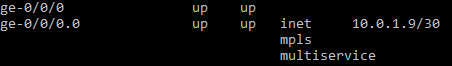 ge-0/0/0 up up
ge-0/0/0.0 up up inet 10.0.1.9/30
mpls
multiservice